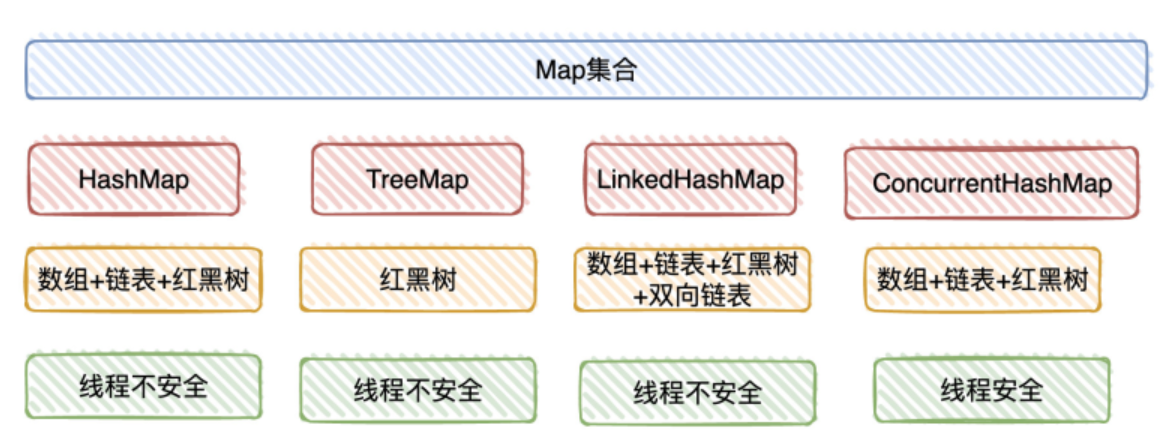 Map集合
HashMap
TreeMap
LinkedHashMap
ConcurrentHashMap
数组+链表+红黑树
红黑树
数组+链表+红黑树
+双向链表
数组+链表+红黑树
线程不安全
线程不安全
线程不安全
线程安全